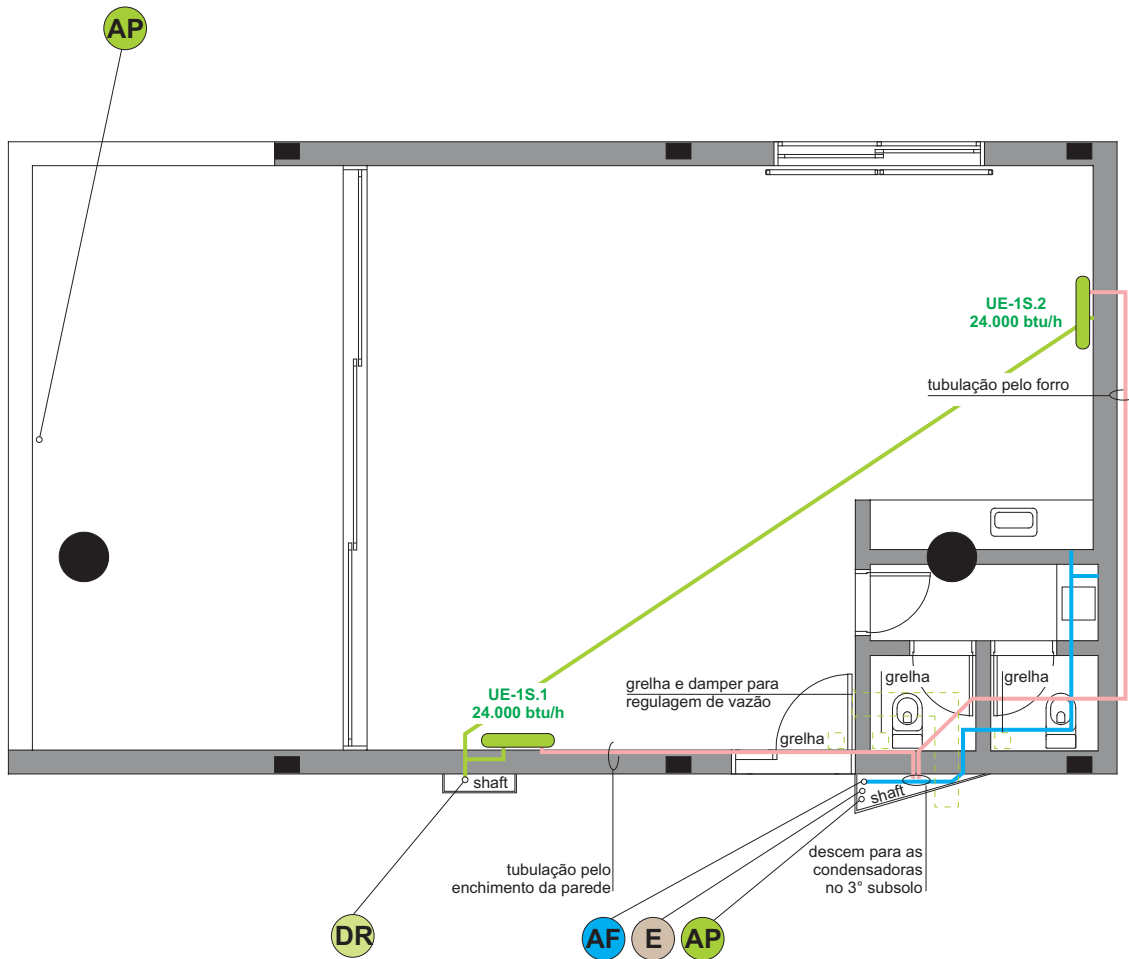 AP
UE-1S.2
24.000 btu/h
tubulação pelo forro
grelha e damper para
regulagem de vazão
grelha
grelha
UE-1S.1
24.000 btu/h
grelha
shaft
shaft
tubulação pelo
enchimento da parede
descem para as
condensadoras
no 3° subsolo
DR
AF
E
AP